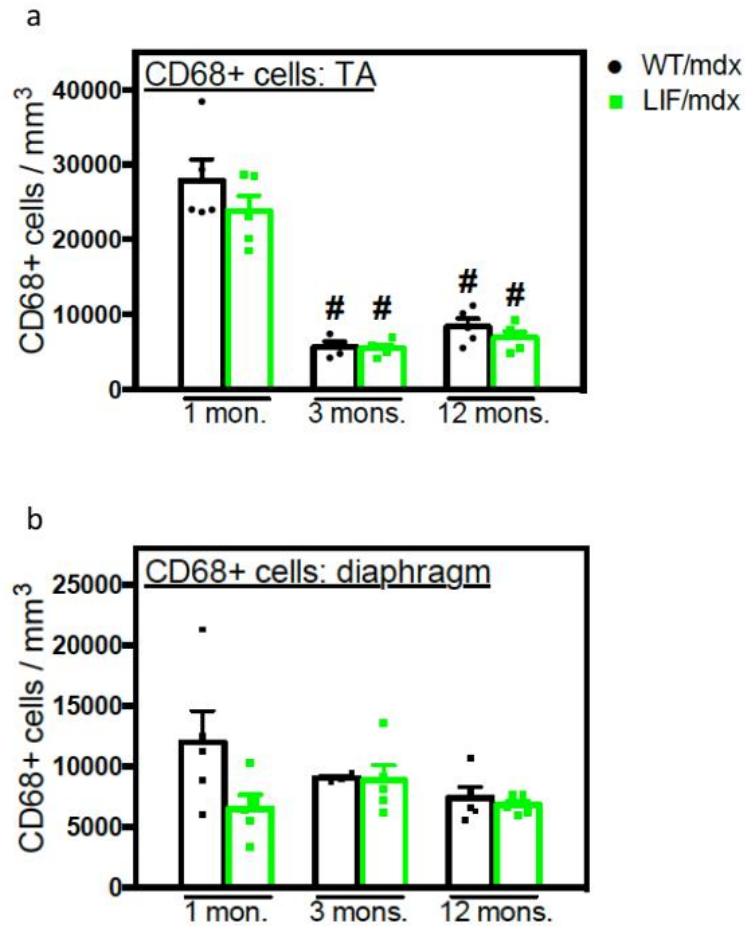 a
CD68+ cells: TA
WT/mdx
LIF/mdx
CD68+ cells / mm³
40000
30000
20000
10000
0
# # # #
1 mon. 3 mons. 12 mons.
b
CD68+ cells: diaphragm
CD68+ cells / mm³
25000
20000
15000
10000
5000
0
1 mon. 3 mons. 12 mons.